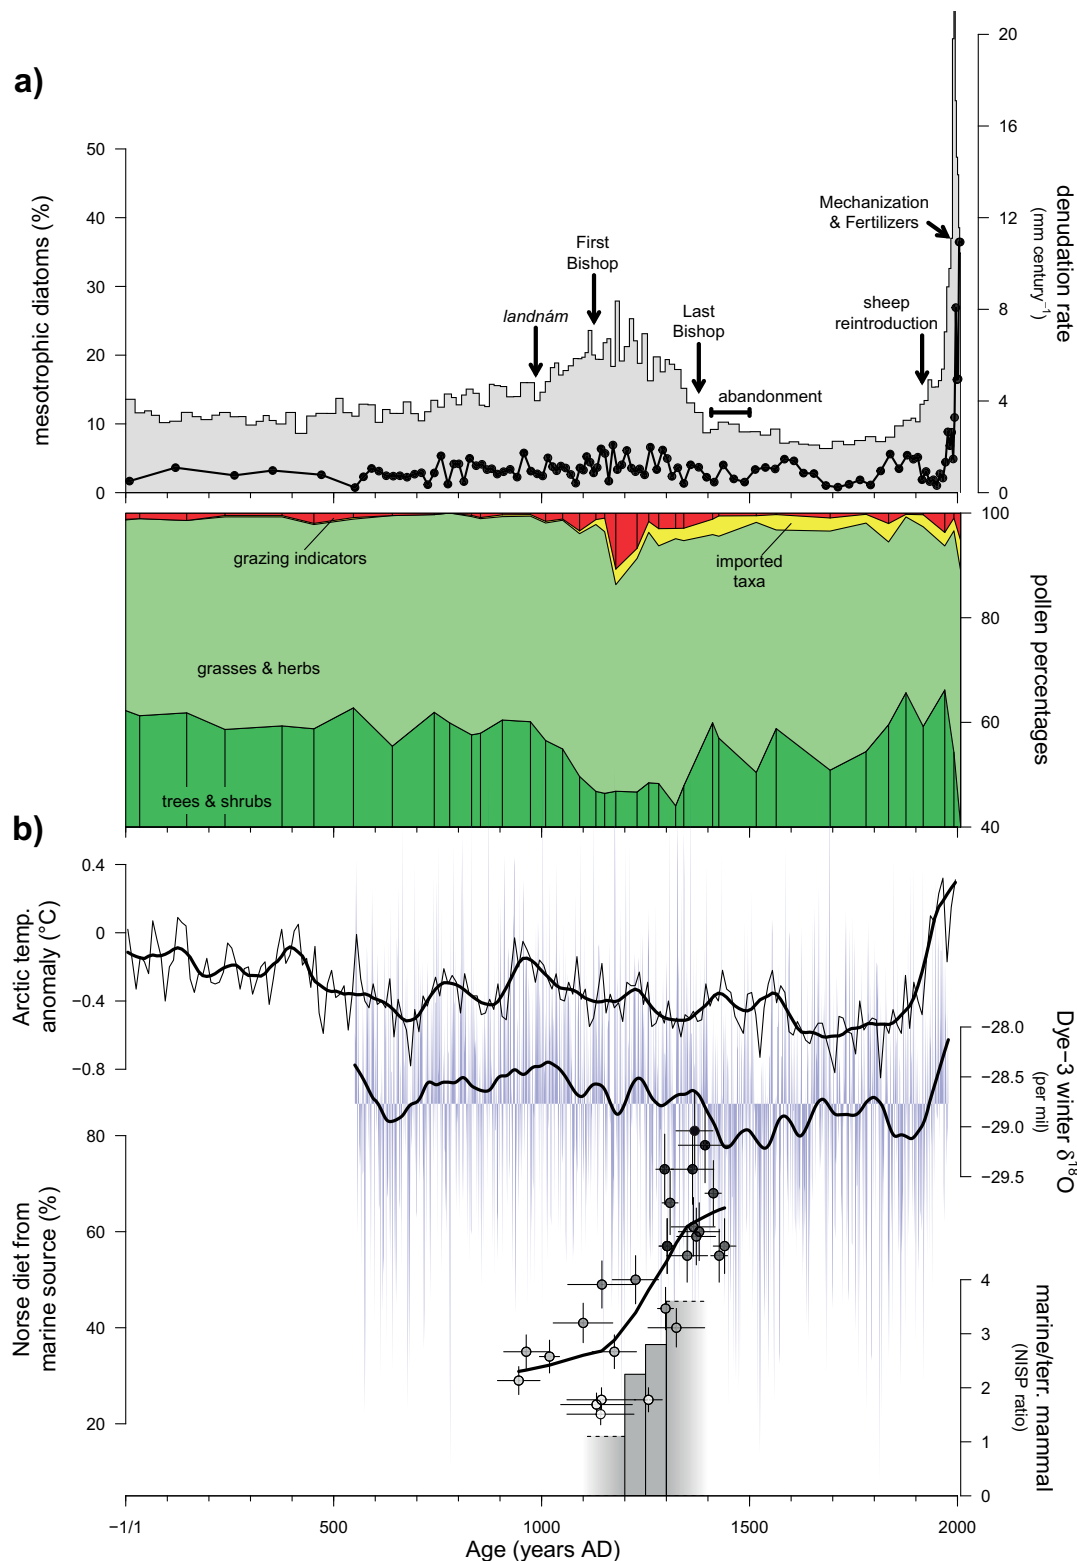 a)
mesotrophic diatoms (%)
50
40
30
20
10
0
denudation rate
(mm century⁻¹)
20
16
12
8
4
0
landnám
First
Bishop
Last
Bishop
abandonment
sheep
reintroduction
Mechanization
& Fertilizers
grazing indicators
imported
taxa
grasses & herbs
trees & shrubs
pollen percentages
100
80
60
40
b)
Arctic temp.
anomaly (°C)
0.4
0
−0.4
−0.8
Dye−3 winter δ¹⁸O
(per mil)
−28.0
−28.5
−29.0
−29.5
Norse diet from
marine source (%)
80
60
40
20
marine/terr. mammal
(NISP ratio)
4
3
2
1
0
−1/1
500
1000
1500
2000
Age (years AD)